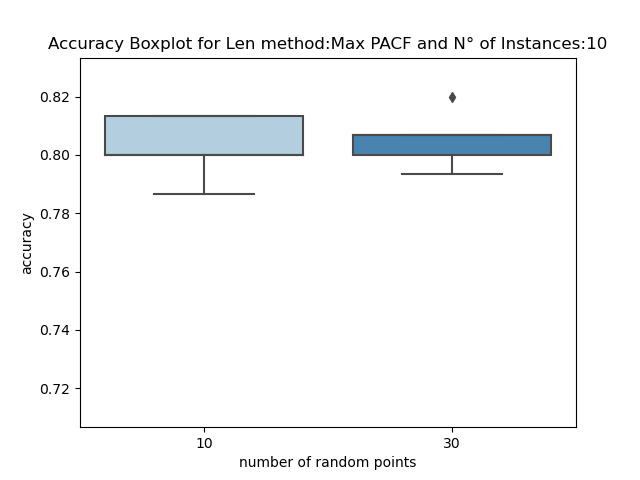 Accuracy Boxplot for Len method:Max PACF and N° of Instances:10
0.82
0.80
0.78
0.76
0.74
0.72
accuracy
10
30
number of random points